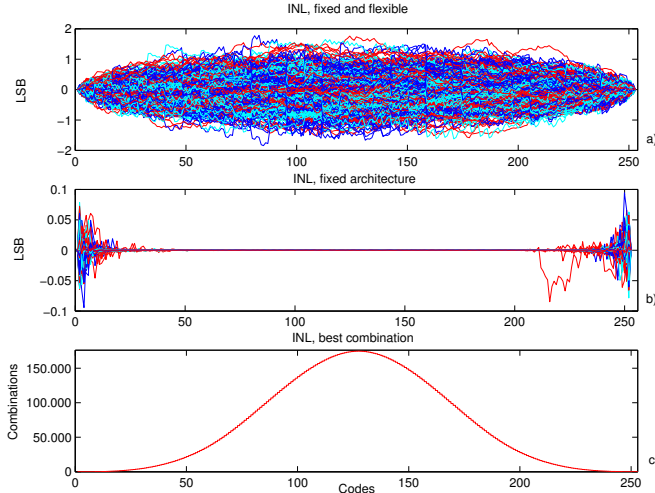 INL, fixed and flexible
2
1
0
−1
−2
LSB
0 50 100 150 200 250
a)
INL, fixed architecture
0.1
0.05
0
−0.05
−0.1
LSB
0 50 100 150 200 250
b)
INL, best combination
150.000
100.000
50.000
0
Combinations
0 50 100 150 200 250
Codes
c